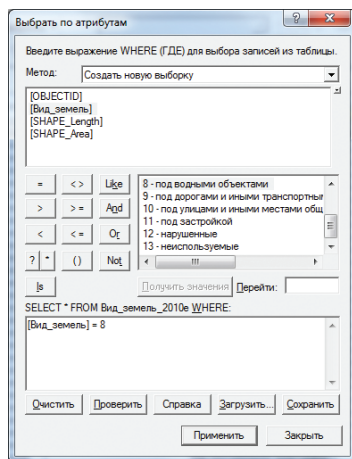 Выбрать по атрибутам
?
Введите выражение WHERE (ГДЕ) для выбора записей из таблицы.
Метод: Создать новую выборку
[OBJECTID]
[Вид_земель]
[SHAPE_Length]
[SHAPE_Area]
= < > Like
> > = And
< < = Or
? * () Not
Is
8 - под водными объектами
9 - под дорогами и иными транспортным
10 - под улицами и иными местами общ
11 - под застройкой
12 - нарушенные
13 - неиспользуемые
Получить значения Перейти:
SELECT * FROM Вид_земель_2010e WHERE:
[Вид_земель] = 8
Очистить Проверить Справка Загрузить... Сохранить
Применить Закрыть